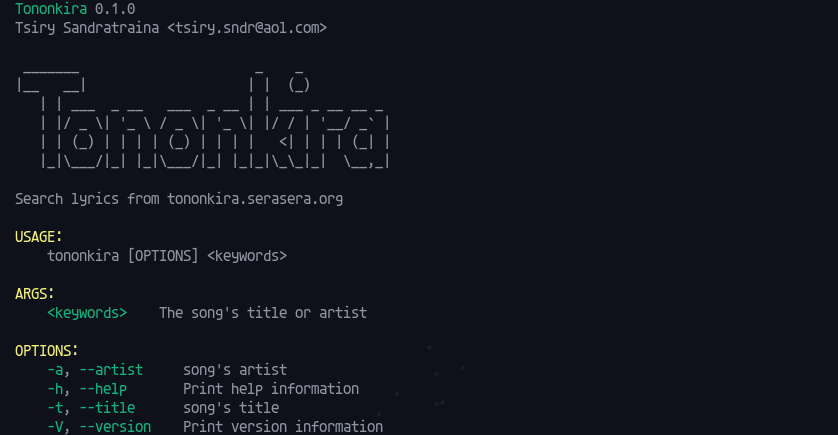 Tononkira 0.1.0
Tsiry Sandratraina <tsiry.sndr@aol.com>
Tononkira
Search lyrics from tononkira.serasera.org
USAGE:
tononkira [OPTIONS] <keywords>
ARGS:
<keywords>    The song's title or artist
OPTIONS:
-a, --artist     song's artist
-h, --help       Print help information
-t, --title      song's title
-V, --version    Print version information